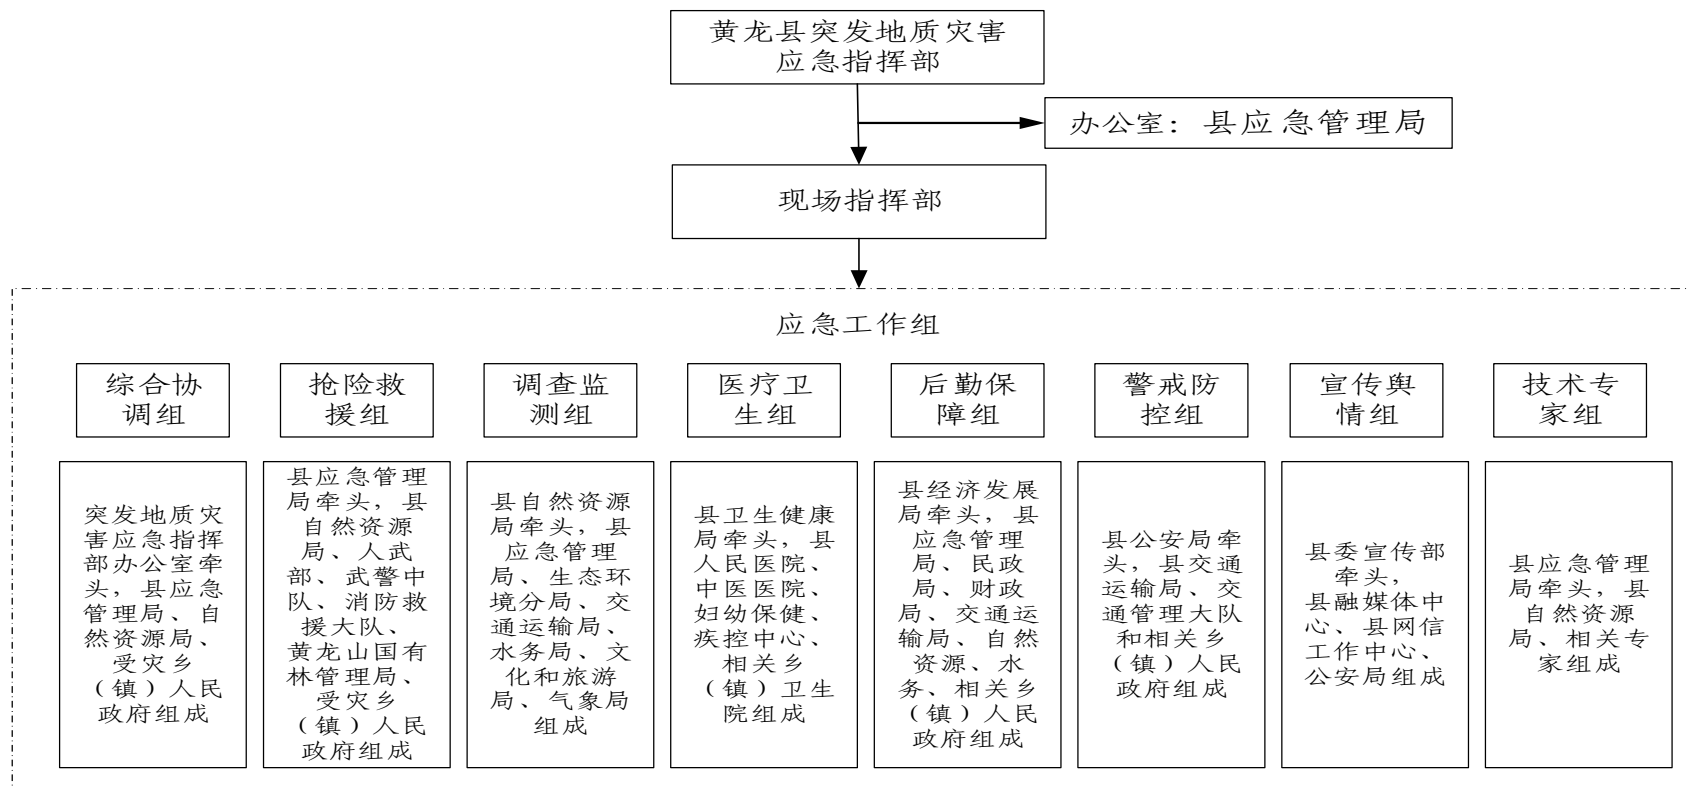 黄龙县突发地质灾害
应急指挥部
办公室：县应急管理局
现场指挥部
应急工作组
综合协
调组
抢险救
援组
调查监
测组
医疗卫
生组
后勤保
障组
警戒防
控组
宣传舆
情组
技术专
家组
突发地质灾
害应急指挥
部办公室牵
头，县应急
管理局、自
然资源局、
受灾乡
（镇）人民
政府组成
县应急管理
局牵头，县
自然资源
局、人武
部、武警中
队、消防救
援大队、
黄龙山国有
林管理局、
受灾乡
（镇）人民
政府组成
县自然资源
局牵头，县
应急管理
局、生态环
境分局、交
通运输局、
水务局、文
化和旅游
局、气象局
组成
县卫生健康
局牵头，县
人民医院、
中医医院、
妇幼保健、
疾控中心、
相关乡
（镇）卫生
院组成
县经济发展
局牵头，县
应急管理
局、民政
局、财政
局、交通运
输局、自然
资源、水
务、相关乡
（镇）人民
政府组成
县公安局牵
头，县交通
运输局、交
通管理大队
和相关乡
（镇）人民
政府组成
县委宣传部
牵头，
县融媒体中
心、县网信
工作中心、
公安局组成
县应急管理
局牵头，县
自然资源
局、相关专
家组成